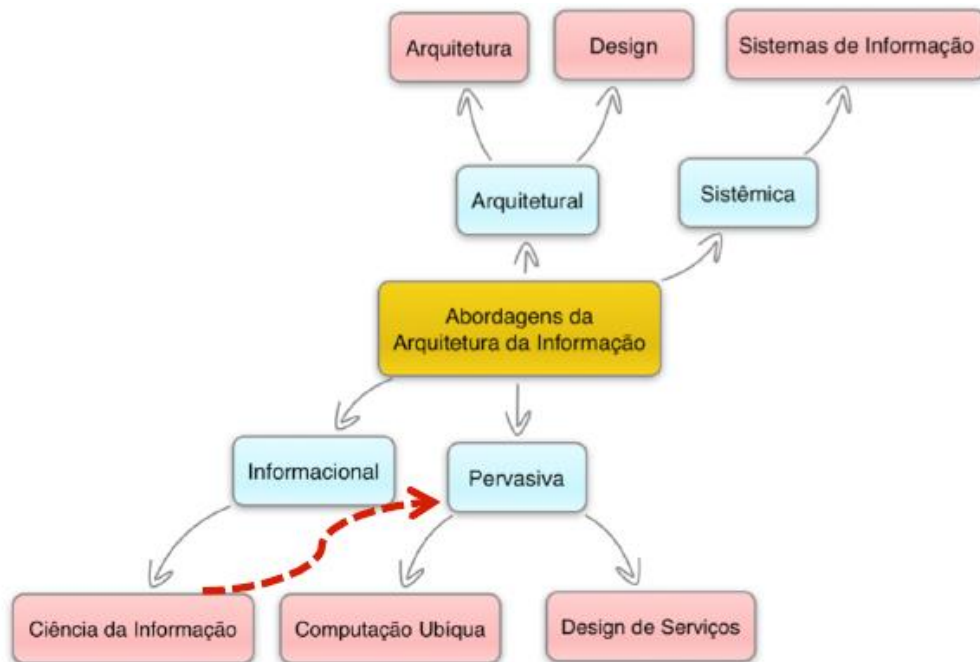 Arquitetura
Design
Sistemas de Informação
Arquitetural
Sistêmica
Abordagens da
Arquitetura da Informação
Informacional
Pervasiva
Ciência da Informação
Computação Ubíqua
Design de Serviços